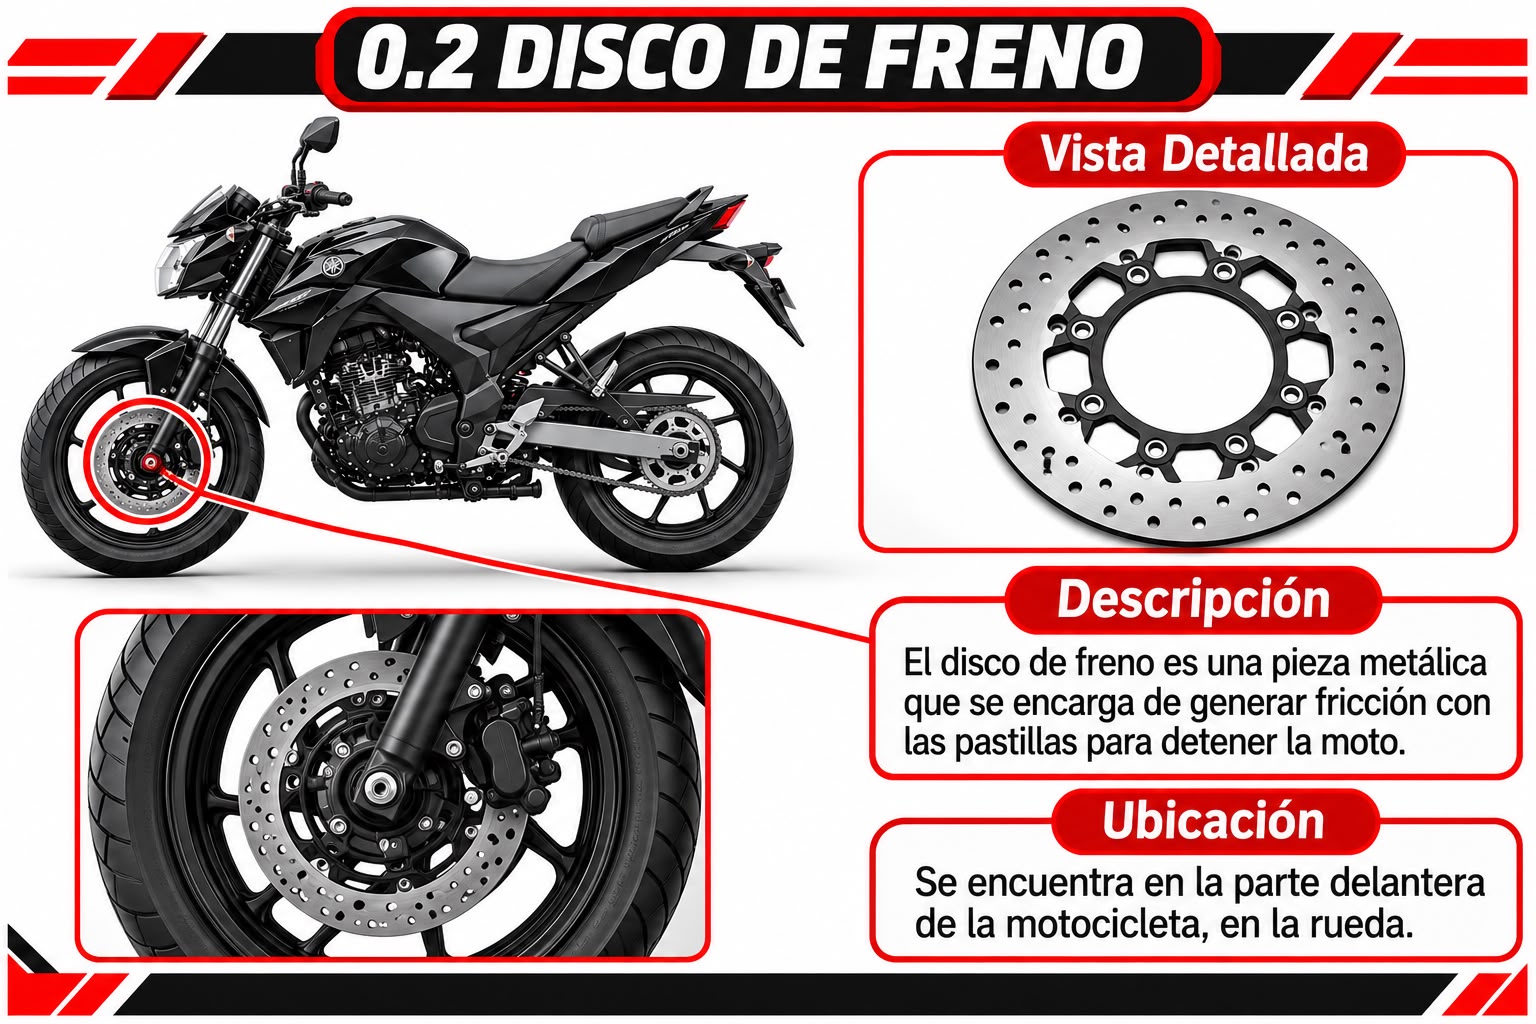 0.2 DISCO DE FRENO
Vista Detallada
Descripción
El disco de freno es una pieza metálica
que se encarga de generar fricción con
las pastillas para detener la moto.
Ubicación
Se encuentra en la parte delantera
de la motocicleta, en la rueda.